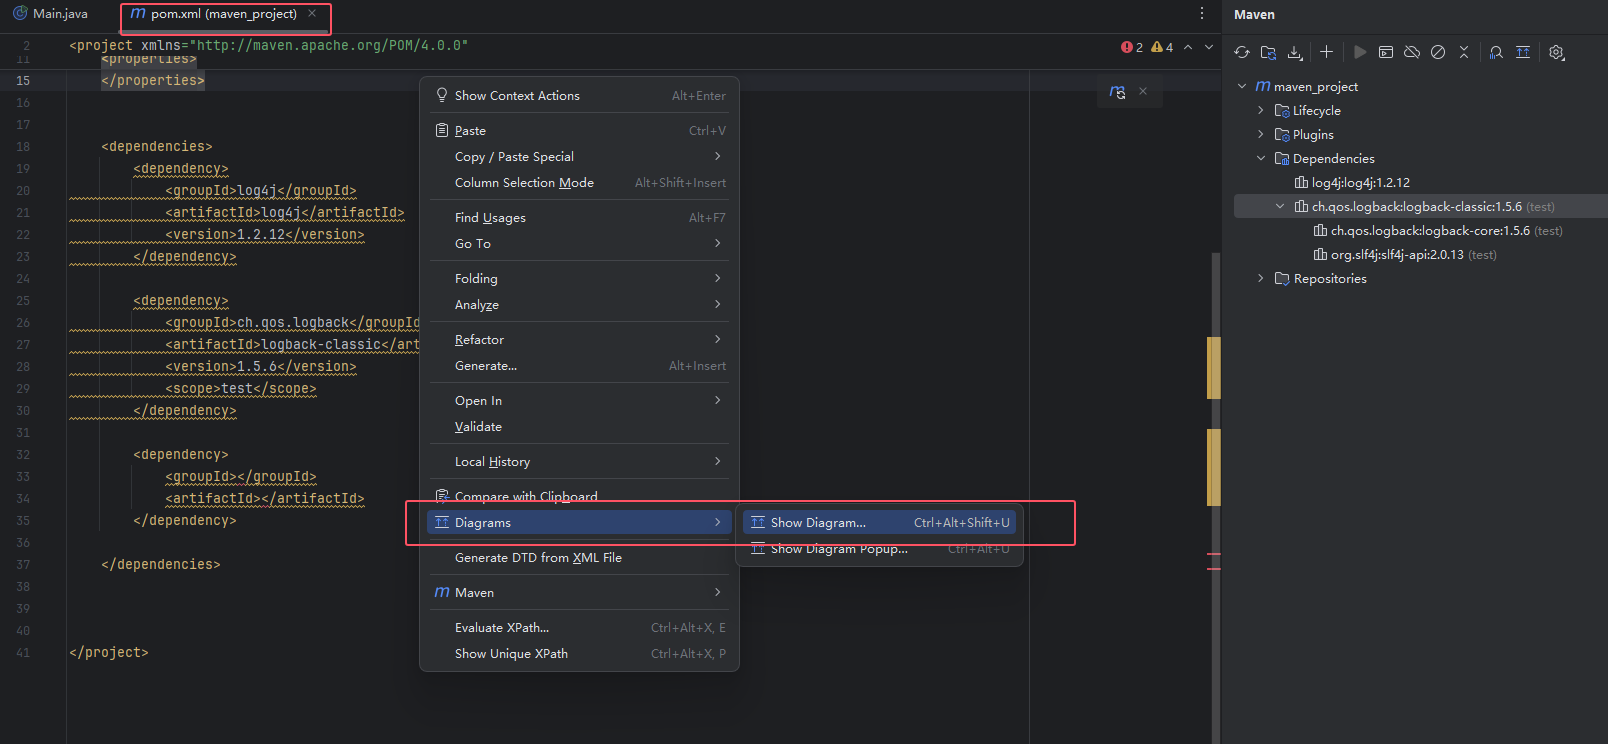 Main.java
pom.xml (maven_project)
2 <project xmlns="http://maven.apache.org/POM/4.0.0"
2 4
11 <properties>
15 </properties>
16
17
18 <dependencies>
19 <dependency>
20 <groupId>log4j</groupId>
21 <artifactId>log4j</artifactId>
22 <version>1.2.12</version>
23 </dependency>
24
25 <dependency>
26 <groupId>ch.qos.logback</groupId
27 <artifactId>logback-classic</art
28 <version>1.5.6</version>
29 <scope>test</scope>
30 </dependency>
31
32 <dependency>
33 <groupId></groupId>
34 <artifactId></artifactId>
35 </dependency>
36
37 </dependencies>
38
39
40
41 </project>
Show Context Actions Alt+Enter
Paste Ctrl+V
Copy / Paste Special
Column Selection Mode Alt+Shift+Insert
Find Usages Alt+F7
Go To
Folding
Analyze
Refactor
Generate... Alt+Insert
Open In
Validate
Local History
Compare with Clipboard
Diagrams
Generate DTD from XML File
Maven
Evaluate XPath... Ctrl+Alt+X, E
Show Unique XPath Ctrl+Alt+X, P
Show Diagram... Ctrl+Alt+Shift+U
Show Diagram Popup... Ctrl+Alt+U
Maven
maven_project
Lifecycle
Plugins
Dependencies
log4j:log4j:1.2.12
ch.qos.logback:logback-classic:1.5.6 (test)
ch.qos.logback:logback-core:1.5.6 (test)
org.slf4j:slf4j-api:2.0.13 (test)
Repositories